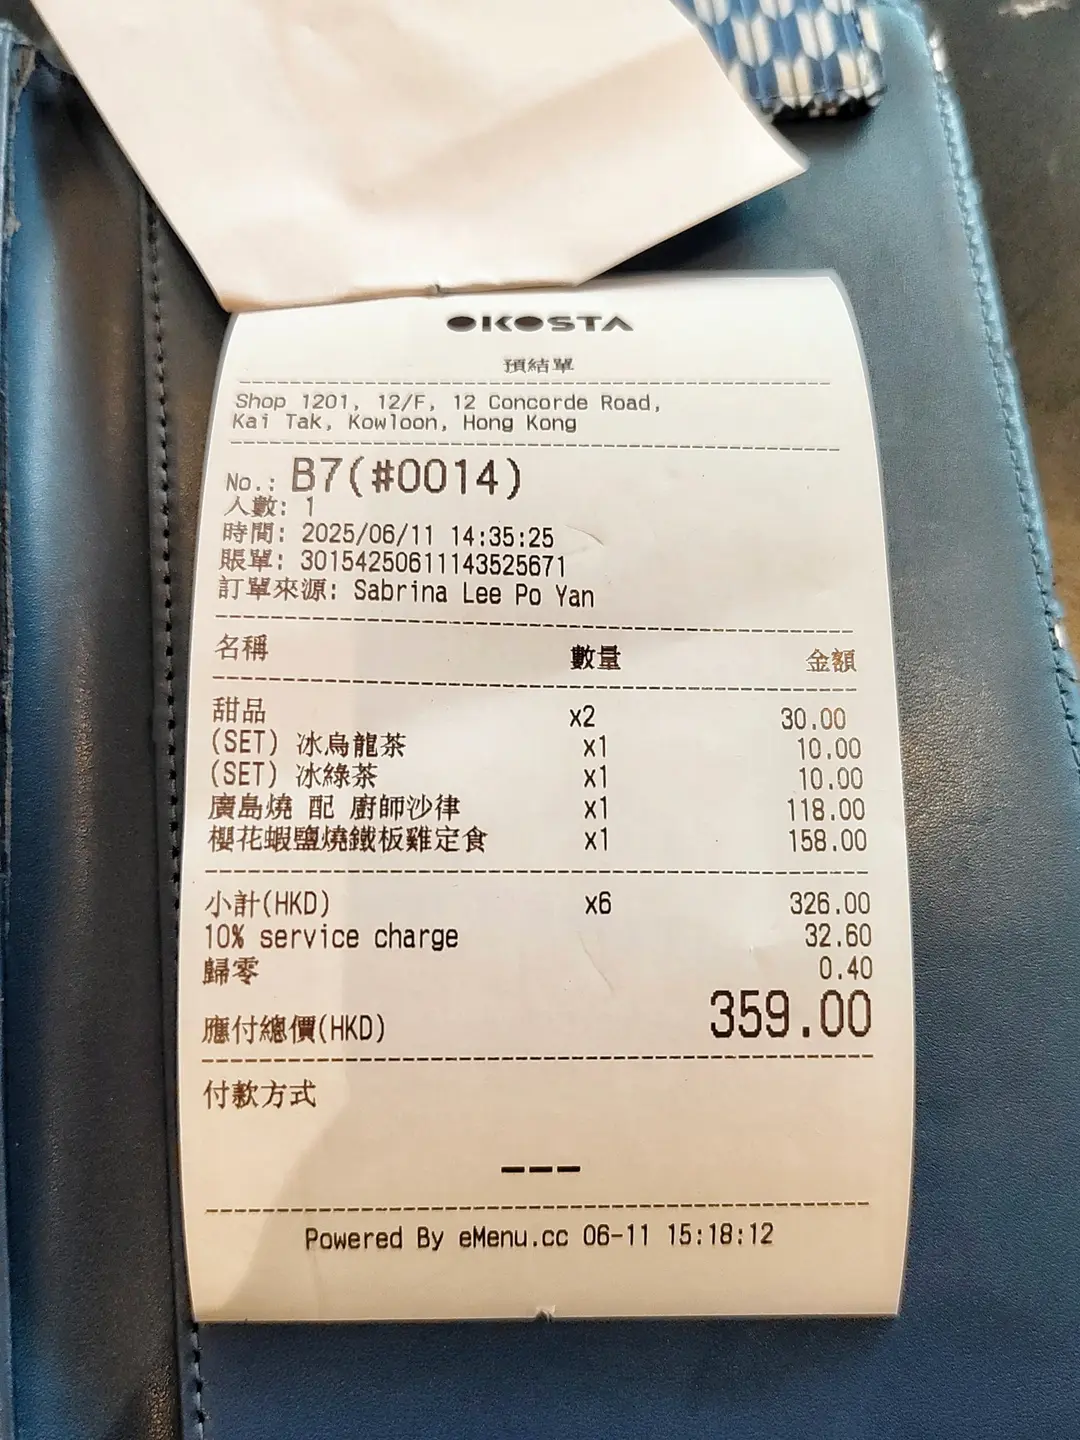 OKOSTA
預結單
Shop 1201, 12/F, 12 Concorde Road,
Kai Tak, Kowloon, Hong Kong
No.: B7(#0014)
人數: 1
時間: 2025/06/11 14:35:25
賬單: 301542506111143525671
訂單來源: Sabrina Lee Po Yan
名稱 數量 金額
甜品 x2 30.00
(SET) 冰烏龍茶 x1 10.00
(SET) 冰綠茶 x1 10.00
廣島燒 配 廚師沙律 x1 118.00
櫻花蝦鹽燒鐵板雞定食 x1 158.00
小計(HKD) x6 326.00
10% service charge 32.60
歸零 0.40
應付總價(HKD) 359.00
付款方式
---
Powered By eMenu.cc 06-11 15:18:12